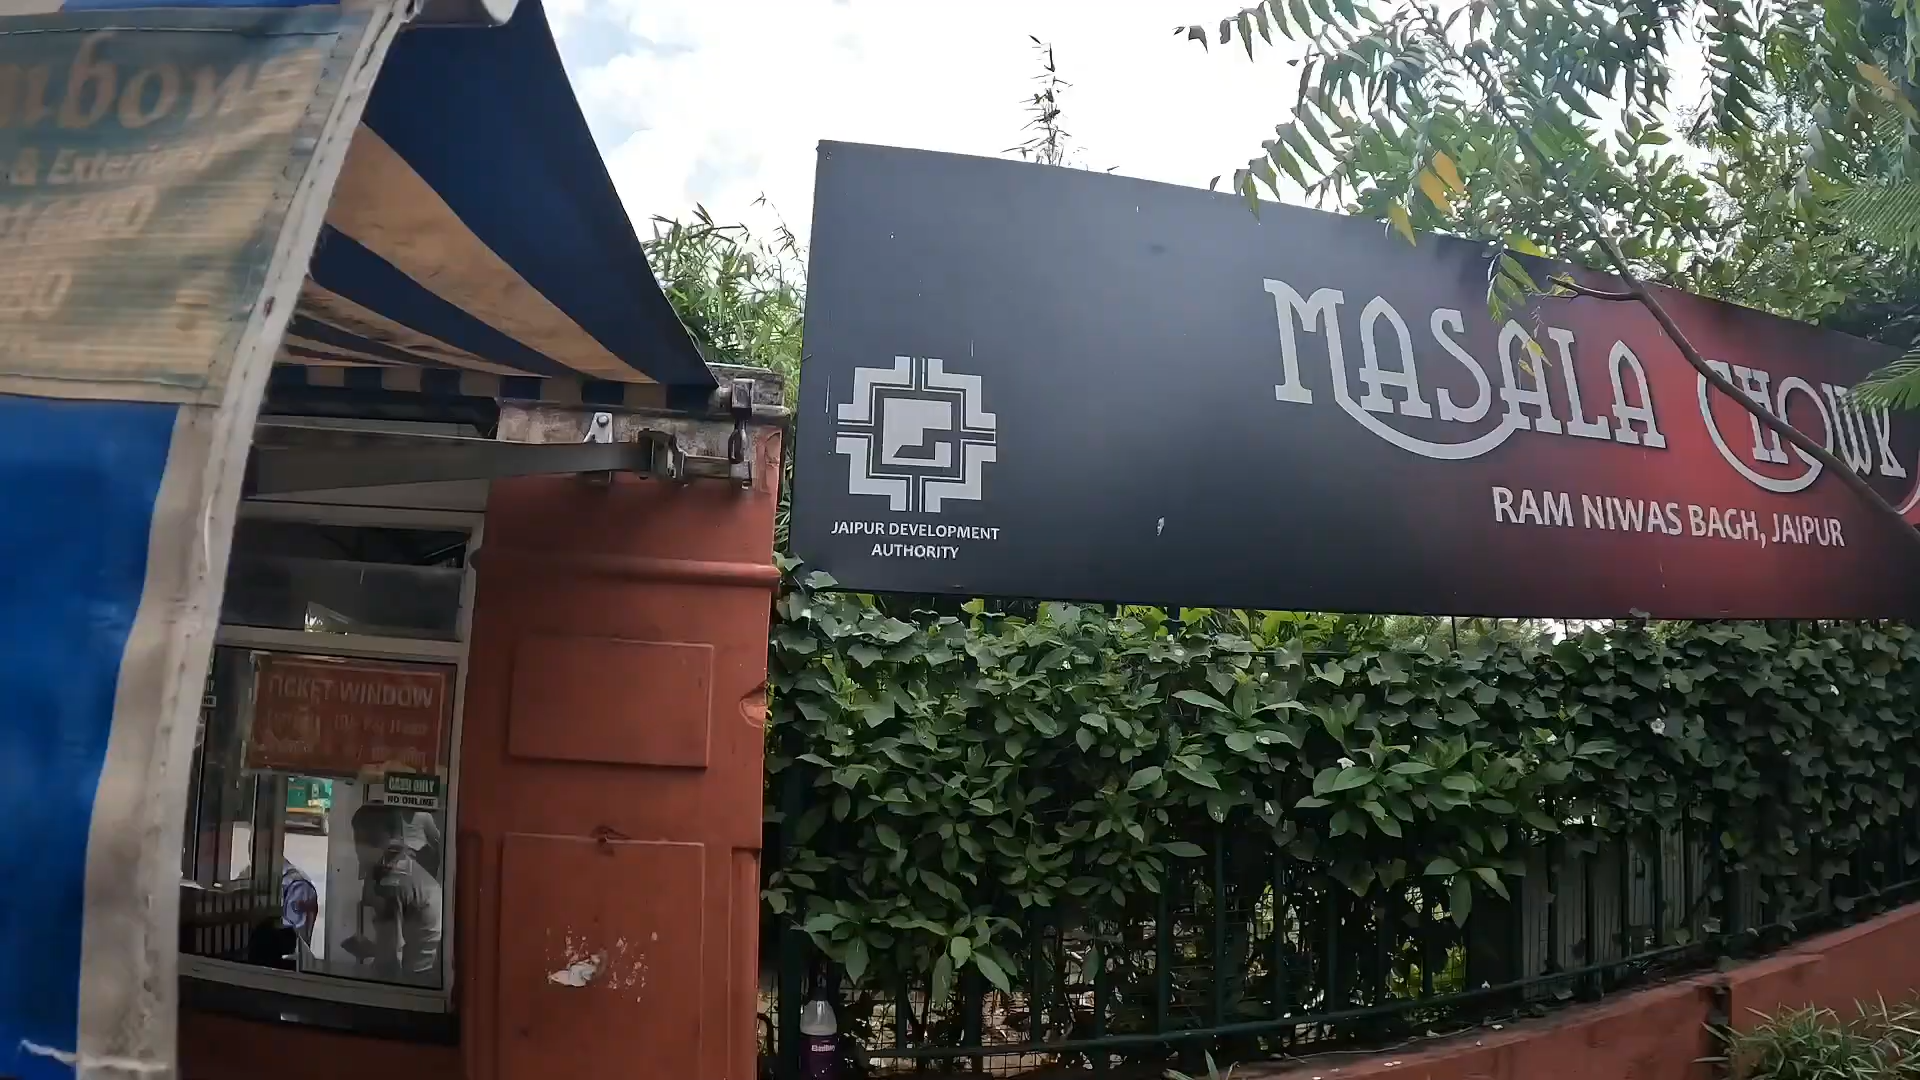 & Exterior
TICKET WINDOW
CASH ONLY
NO ONLINE
JAIPUR DEVELOPMENT
AUTHORITY
MASALA CHOWK
RAM NIWAS BAGH, JAIPUR